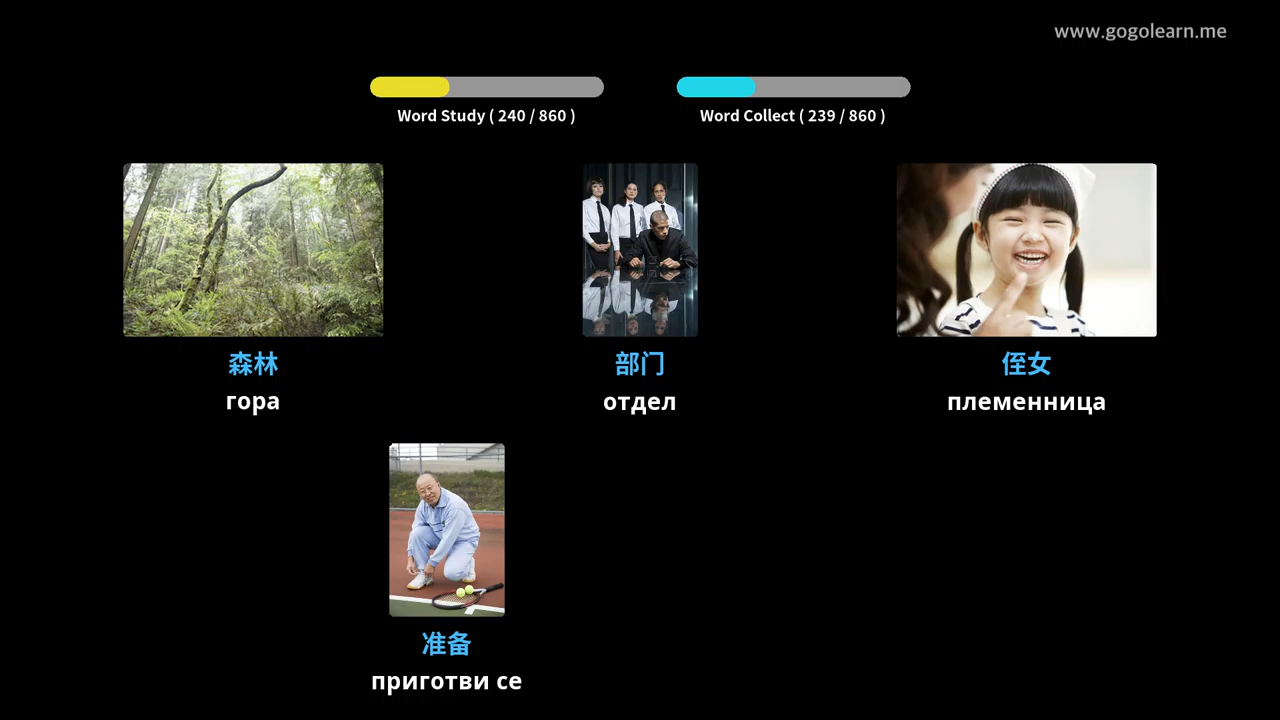 www.gogolearn.me
Word Study ( 240 / 860 )
Word Collect ( 239 / 860 )
森林
гора
部门
отдел
侄女
племенница
准备
приготви се